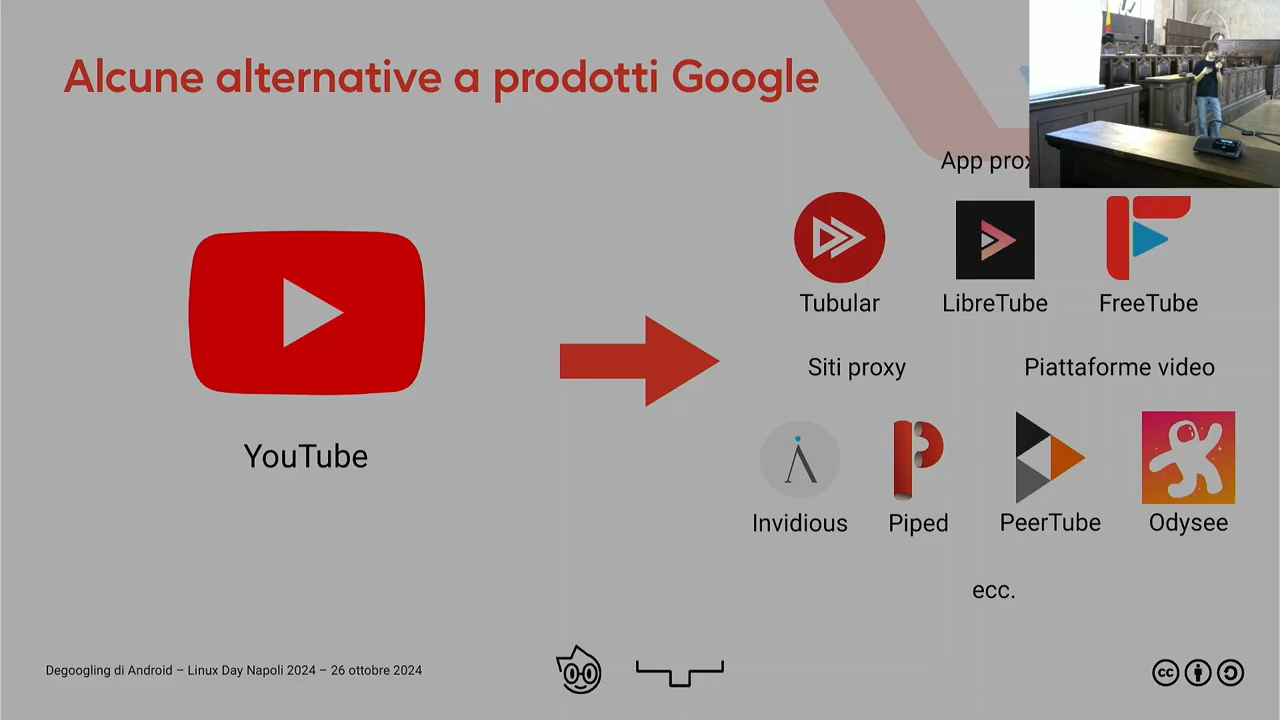 Alcune alternative a prodotti Google
App prox
Tubular
LibreTube
FreeTube
Siti proxy
Piattaforme video
Invidious
Piped
PeerTube
Odysee
ecc.
YouTube
Degoogling di Android – Linux Day Napoli 2024 – 26 ottobre 2024
cc